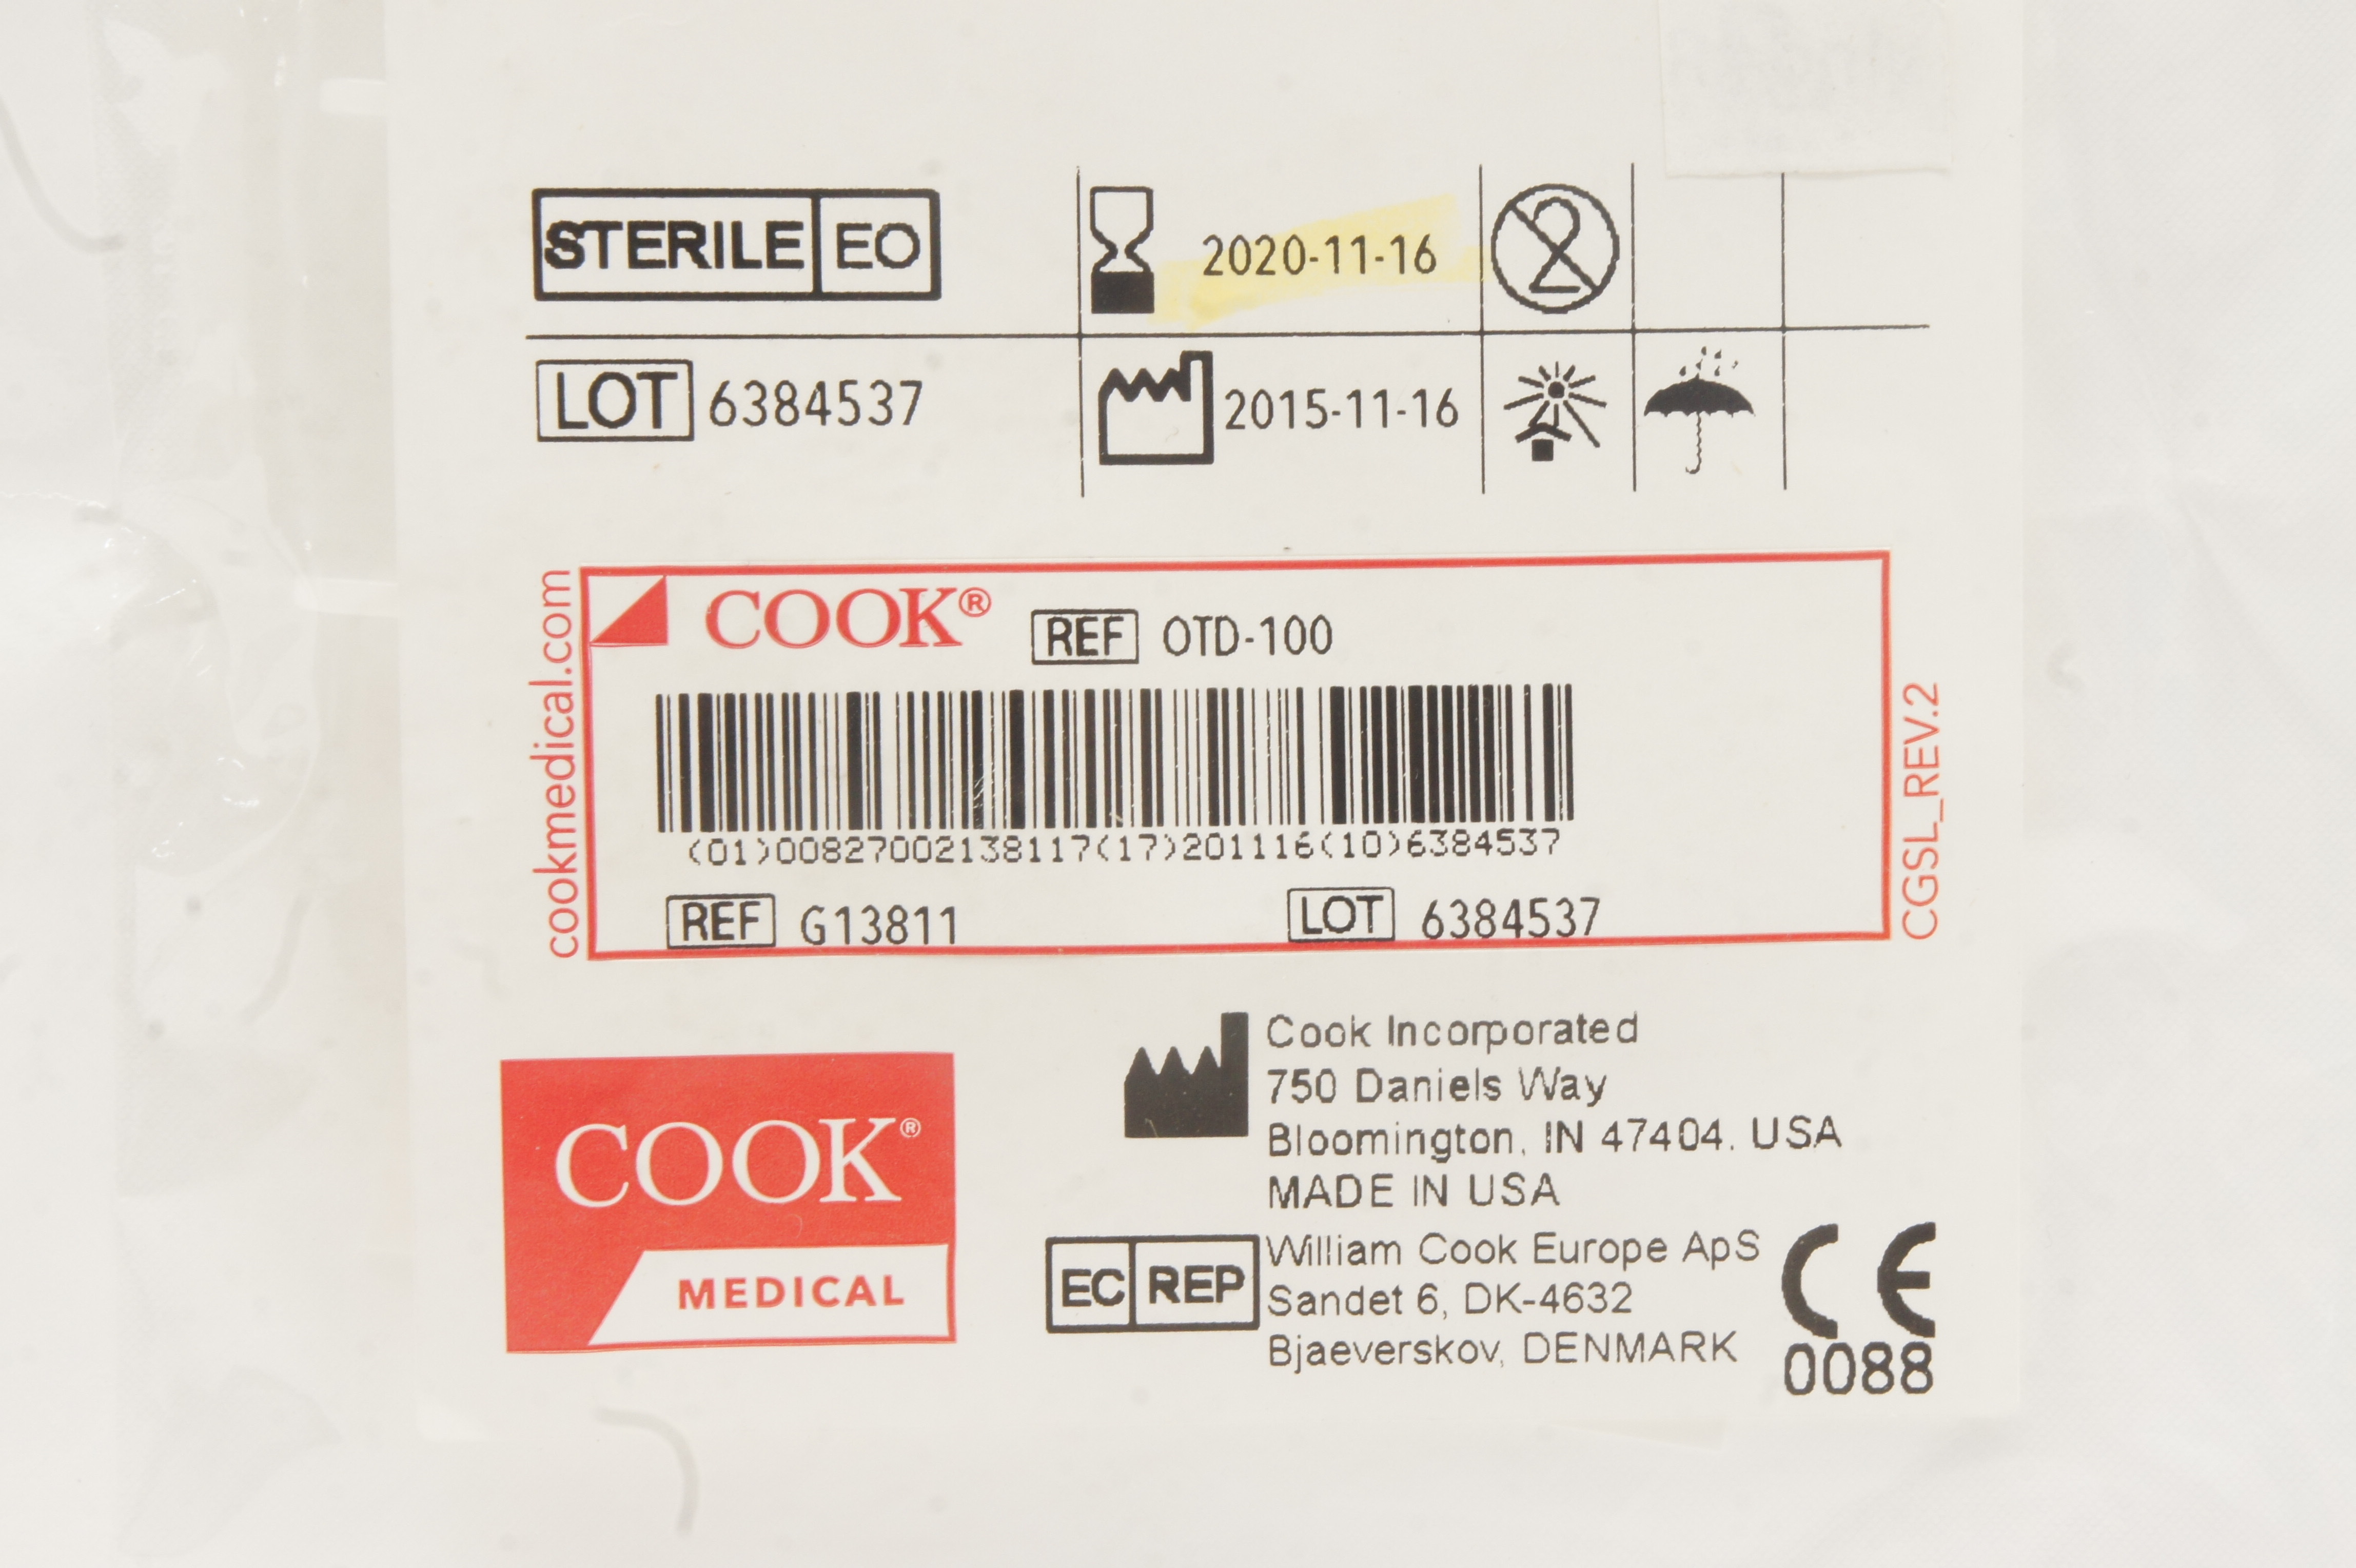 STERILE EO
2020-11-16
2
LOT 6384537
2015-11-16
cookmedical.com
COOK® REF OTD-100
(01)00827002138117(17)201116(10)6384537
REF G13811 LOT 6384537
CGSL_REV.2
COOK®
MEDICAL
Cook Incorporated
750 Daniels Way
Bloomington, IN 47404. USA
MADE IN USA
EC REP
William Cook Europe ApS
Sandet 6, DK-4632
Bjaeverskov, DENMARK
CE
0088